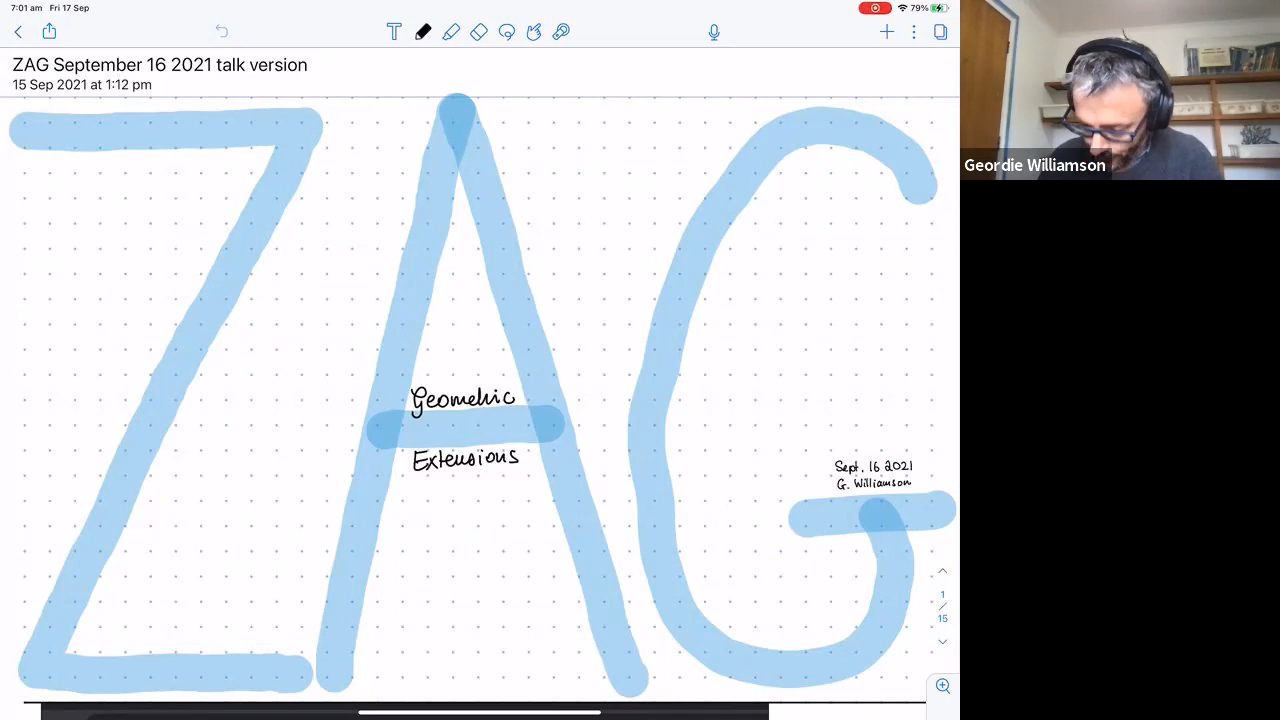 7:01 am Fri 17 Sep
79%
ZAG September 16 2021 talk version
15 Sep 2021 at 1:12 pm
ZAG
Geometric
Extensions
Sept. 16 2021
G. Williamson
1
/
15
Geordie Williamson